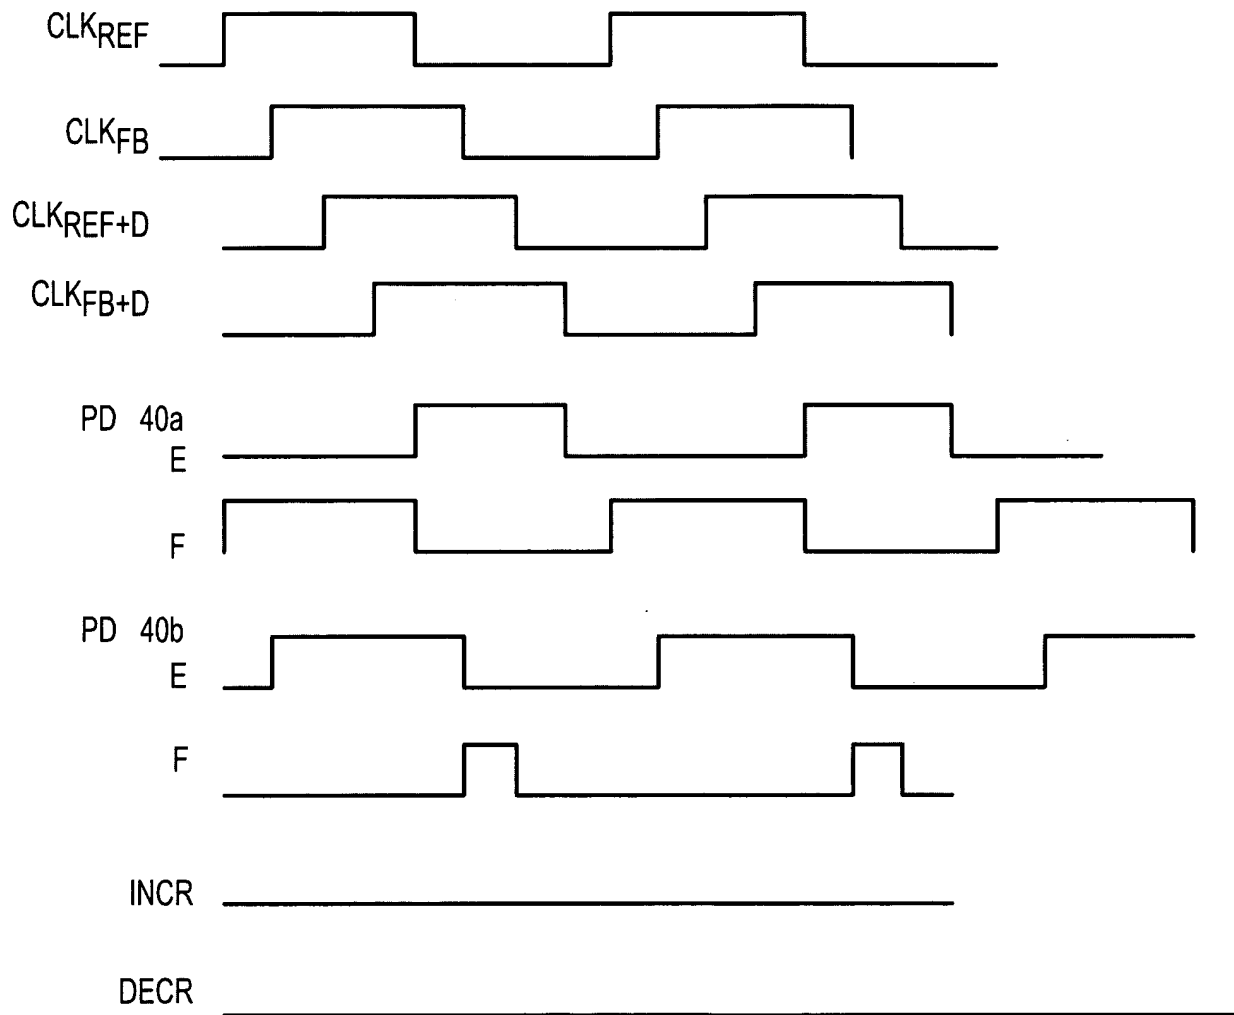 CLKREF
CLKFB
CLKREF+D
CLKFB+D
PD 40a
E
F
PD 40b
E
F
INCR
DECR